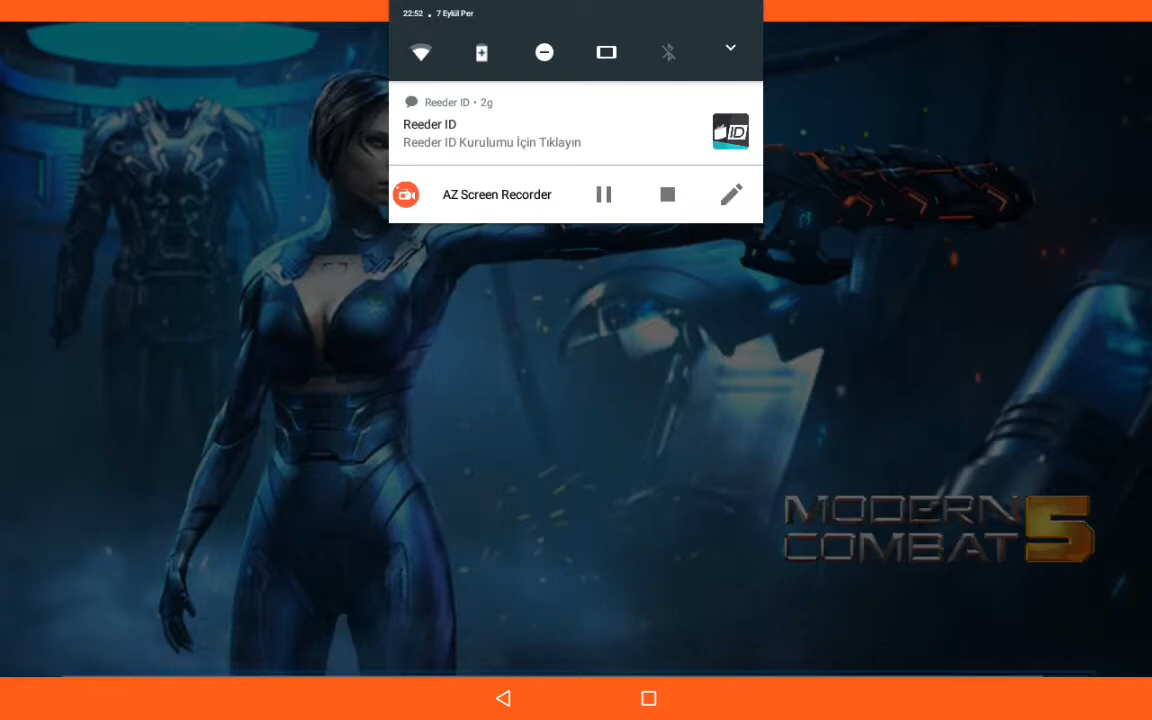 22:52 • 7 Eylül Per
Reeder ID • 2g
Reeder ID
Reeder ID Kurulumu İçin Tıklayın
ID
AZ Screen Recorder
MODERN
COMBAT 5